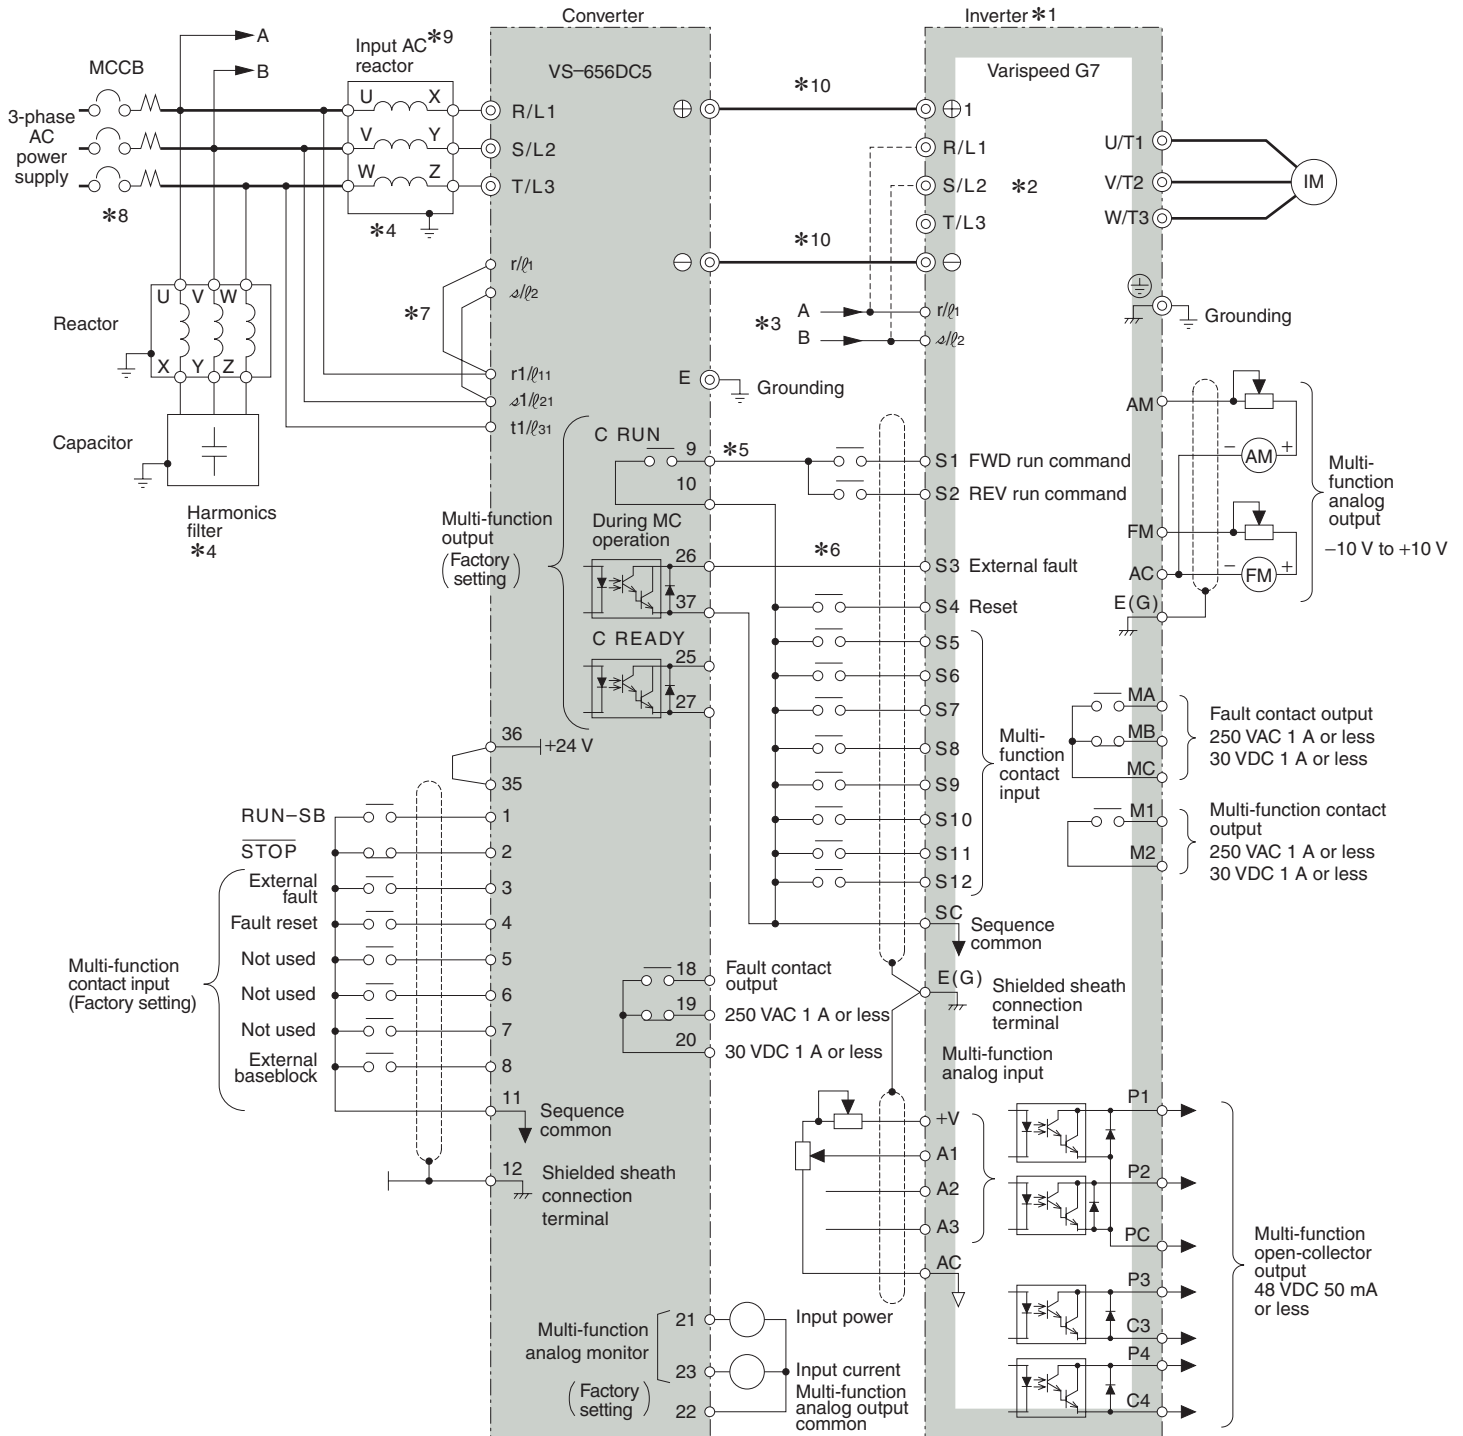 Converter
Inverter *1
VS-656DC5
Varispeed G7
A
B
MCCB
3-phase
AC
power
supply
*8
Input AC*9
reactor
U X
V Y
W Z
*4
R/L1
S/L2
T/L3
⊕
*10
⊕1
R/L1
S/L2 *2
T/L3
⊖
*10
⊖
U/T1
V/T2
W/T3
IM
Grounding
r/ℓ1
s/ℓ2
*7
r1/ℓ11
s1/ℓ21
t1/ℓ31
*3
A
B
r/ℓ1
s/ℓ2
E
Grounding
Reactor
U V W
X Y Z
Capacitor
Harmonics
filter
*4
Multi-function
output
(Factory
setting)
C RUN
9
10
*5
During MC
operation
26
37
C READY
25
27
*6
S1 FWD run command
S2 REV run command
S3 External fault
S4 Reset
S5
S6
S7
S8
S9
S10
S11
S12
Multi-
function
contact
input
SC
Sequence
common
E(G)
Shielded sheath
connection
terminal
AM
AM
− +
FM
FM
− +
AC
E(G)
Multi-
function
analog
output
−10 V to +10 V
MA
MB
MC
Fault contact output
250 VAC 1 A or less
30 VDC 1 A or less
M1
M2
Multi-function contact
output
250 VAC 1 A or less
30 VDC 1 A or less
36
+24 V
35
RUN−SB
1
STOP
2
External
fault
3
Fault reset
4
Not used
5
Not used
6
Not used
7
External
baseblock
8
Multi-function
contact input
(Factory setting)
11
Sequence
common
12
Shielded sheath
connection
terminal
18
19
20
Fault contact
output
250 VAC 1 A or less
30 VDC 1 A or less
Multi-function
analog input
+V
A1
A2
A3
AC
P1
P2
PC
P3
C3
P4
C4
Multi-function
open-collector
output
48 VDC 50 mA
or less
Multi-function
analog monitor
(Factory
setting)
21
Input power
23
Input current
22
Multi-function
analog output
common